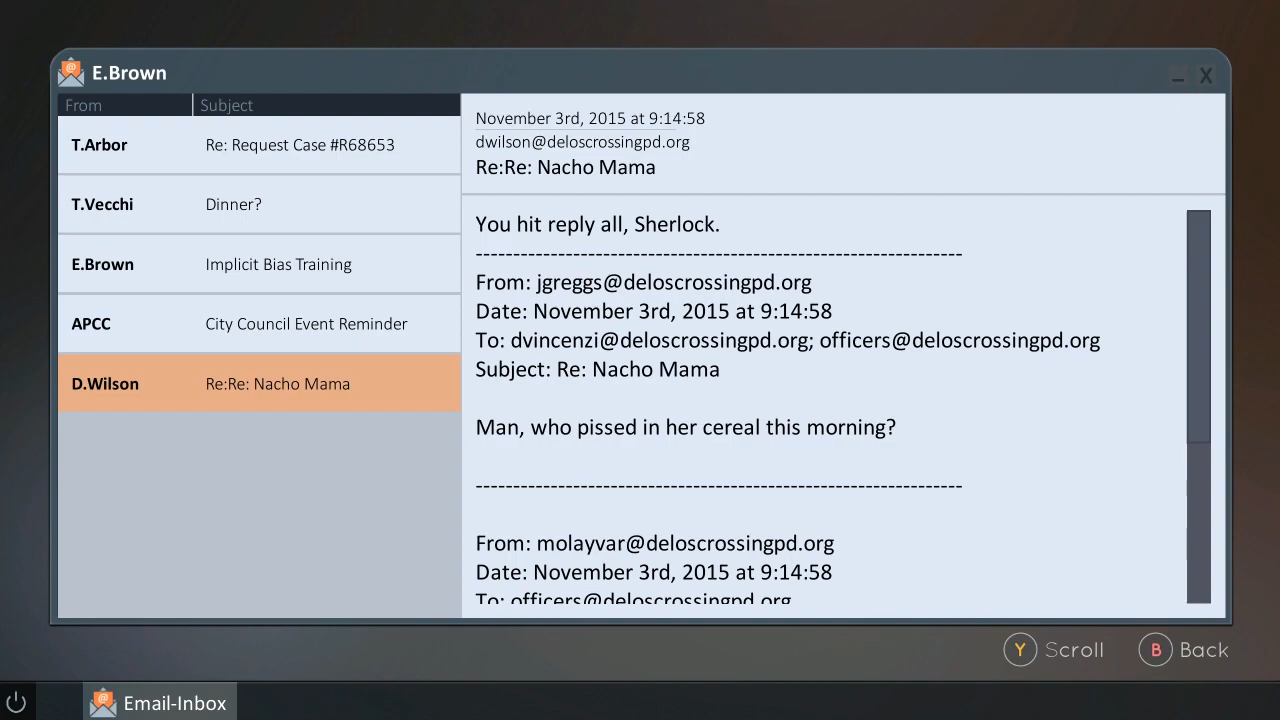 E.Brown
From Subject
T.Arbor Re: Request Case #R68653
T.Vecchi Dinner?
E.Brown Implicit Bias Training
APCC City Council Event Reminder
D.Wilson Re:Re: Nacho Mama
November 3rd, 2015 at 9:14:58
dwilson@deloscrossingpd.org
Re:Re: Nacho Mama
You hit reply all, Sherlock.
-----------------------------------------------------------------
From: jgreggs@deloscrossingpd.org
Date: November 3rd, 2015 at 9:14:58
To: dvincenzi@deloscrossingpd.org; officers@deloscrossingpd.org
Subject: Re: Nacho Mama
Man, who pissed in her cereal this morning?
-----------------------------------------------------------------
From: molayvar@deloscrossingpd.org
Date: November 3rd, 2015 at 9:14:58
To: officers@deloscrossingpd.org
Y Scroll B Back
Email-Inbox